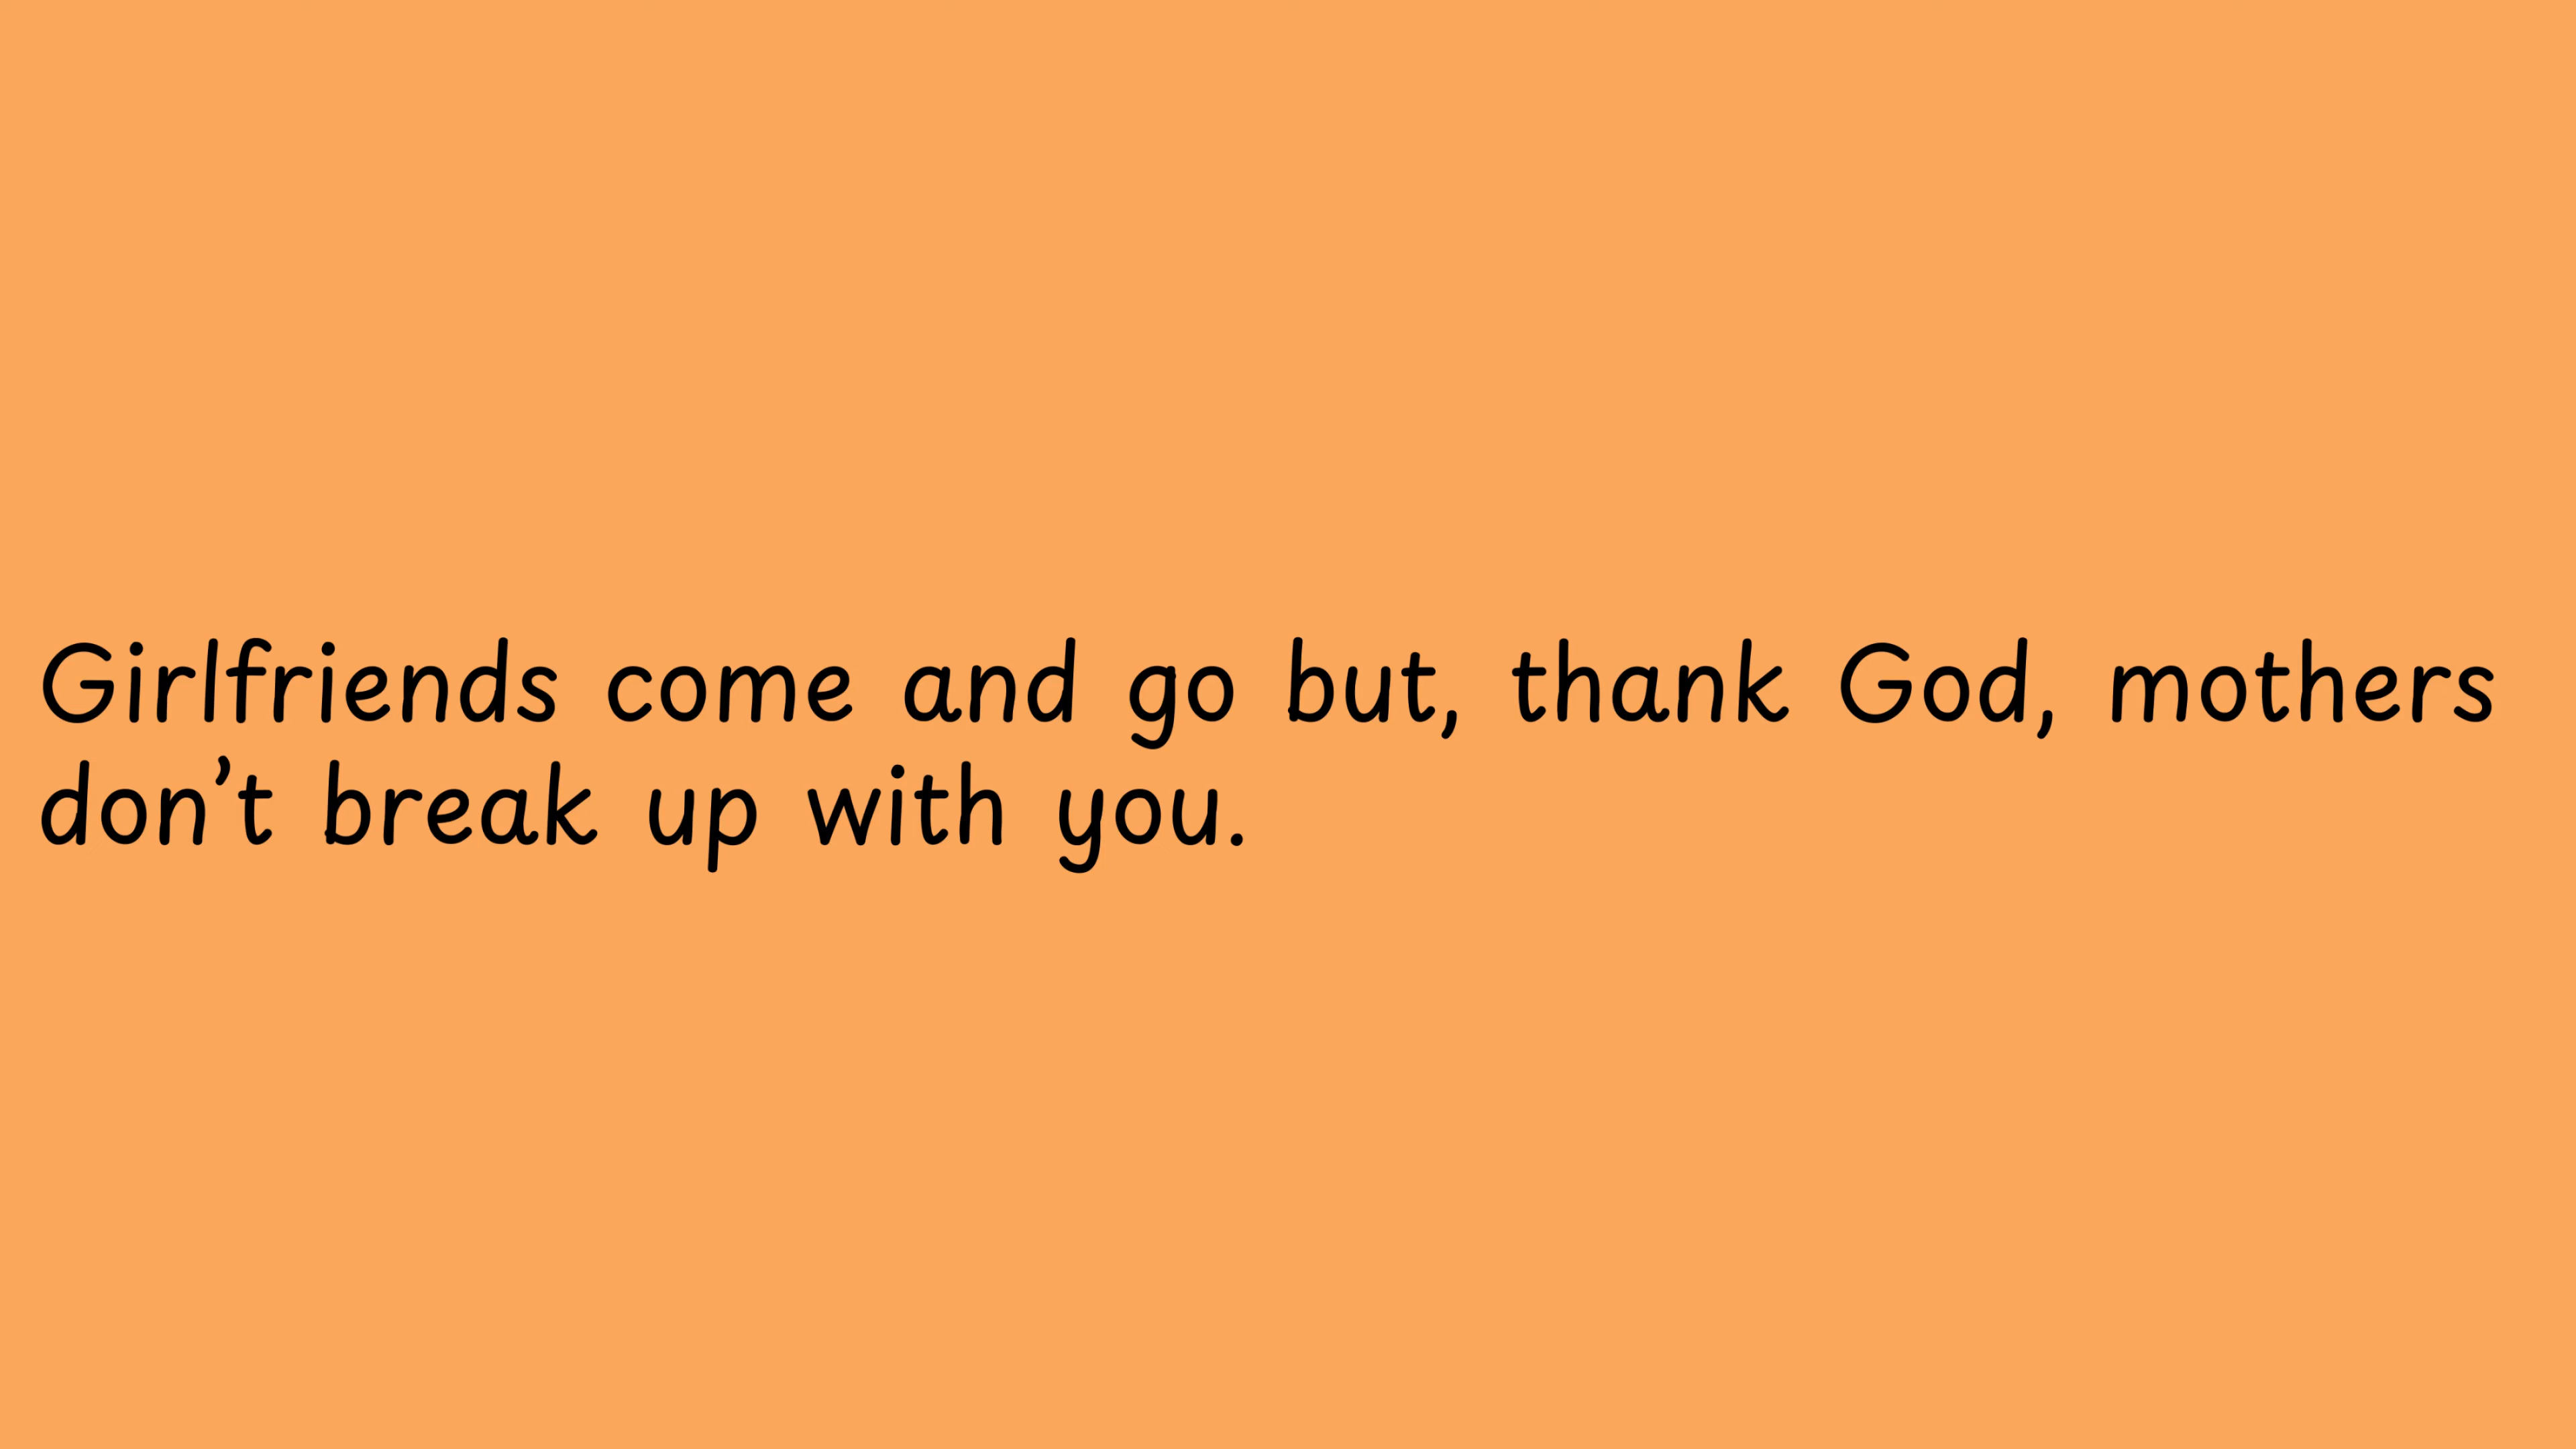 Girlfriends come and go but, thank God, mothers
don’t break up with you.